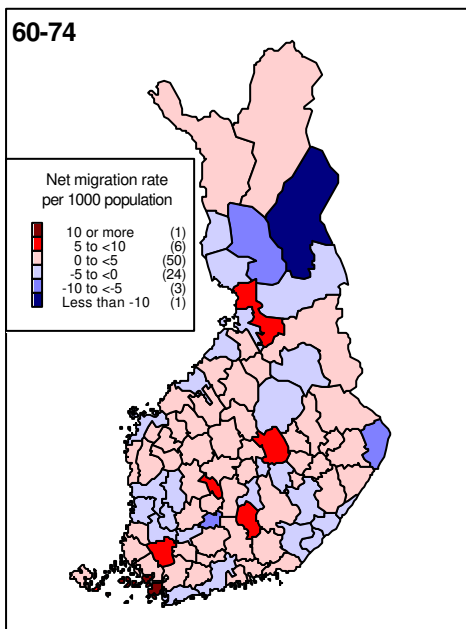 60-74
Net migration rate
per 1000 population
10 or more (1)
5 to <10 (6)
0 to <5 (50)
-5 to <0 (24)
-10 to <-5 (3)
Less than -10 (1)